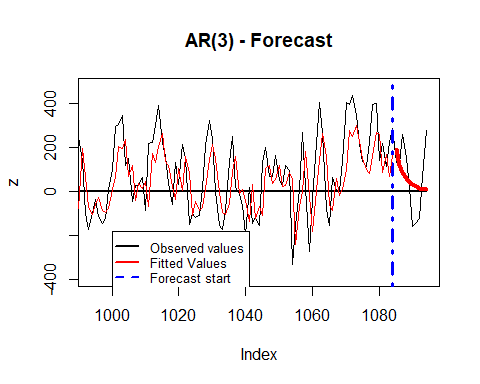 AR(3) - Forecast
z
400
200
0
-400
Observed values
Fitted Values
Forecast start
1000
1020
1040
1060
1080
Index